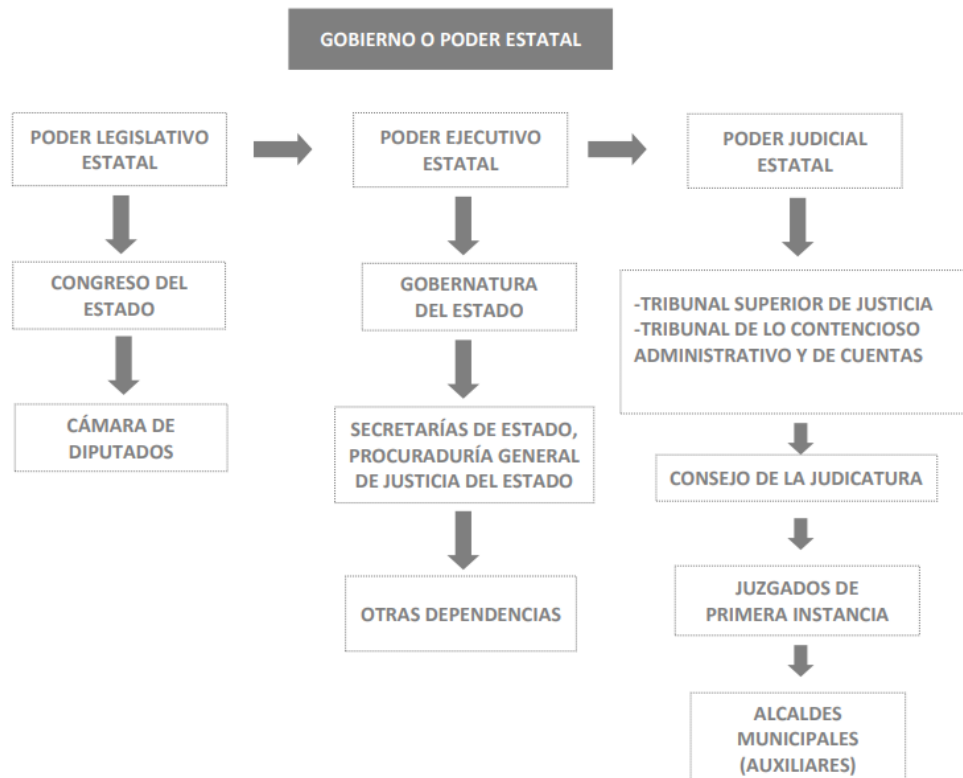 GOBIERNO O PODER ESTATAL
PODER LEGISLATIVO
ESTATAL
PODER EJECUTIVO
ESTATAL
PODER JUDICIAL
ESTATAL
CONGRESO DEL
ESTADO
GOBERNATURA
DEL ESTADO
-TRIBUNAL SUPERIOR DE JUSTICIA
-TRIBUNAL DE LO CONTENCIOSO
ADMINISTRATIVO Y DE CUENTAS
CÁMARA DE
DIPUTADOS
SECRETARÍAS DE ESTADO,
PROCURADURÍA GENERAL
DE JUSTICIA DEL ESTADO
CONSEJO DE LA JUDICATURA
OTRAS DEPENDENCIAS
JUZGADOS DE
PRIMERA INSTANCIA
ALCALDES
MUNICIPALES
(AUXILIARES)